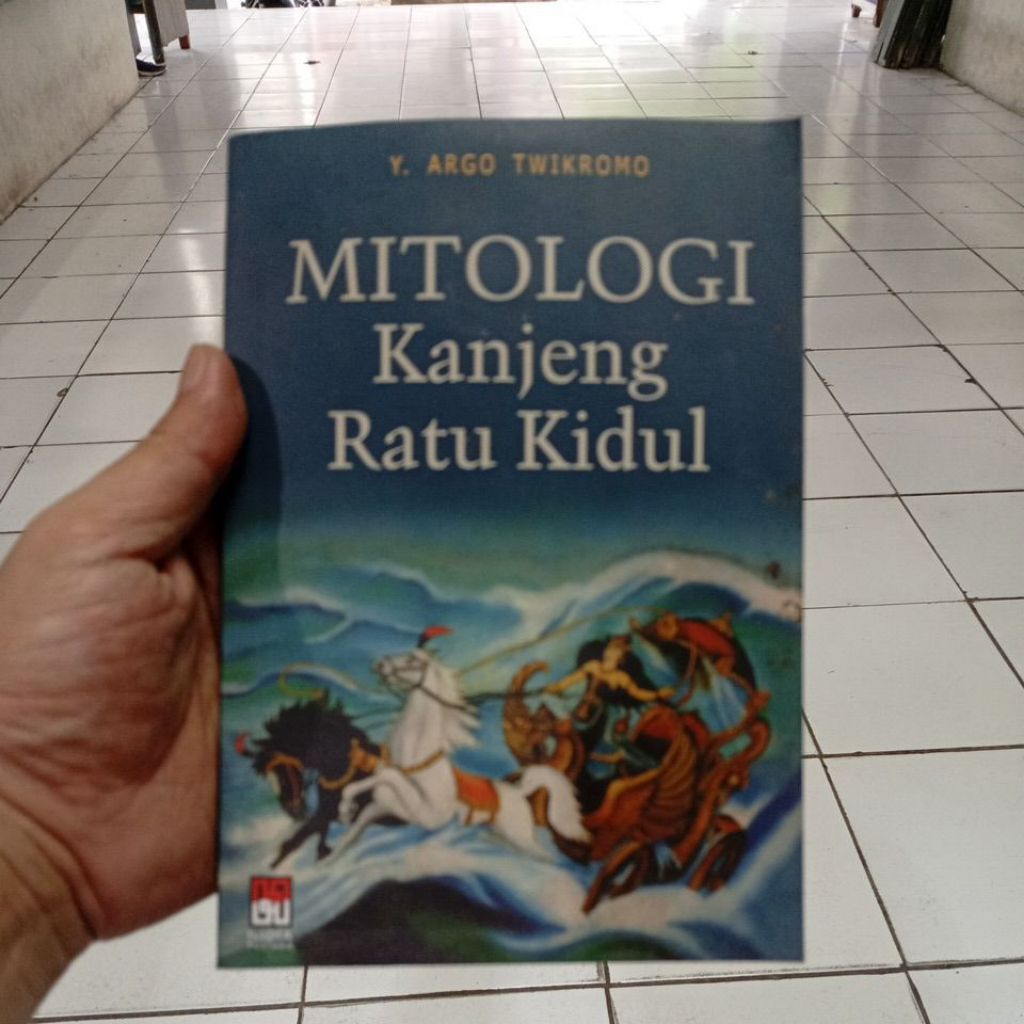 Y. ARGO TWIKROMO
MITOLOGI
Kanjeng
Ratu Kidul